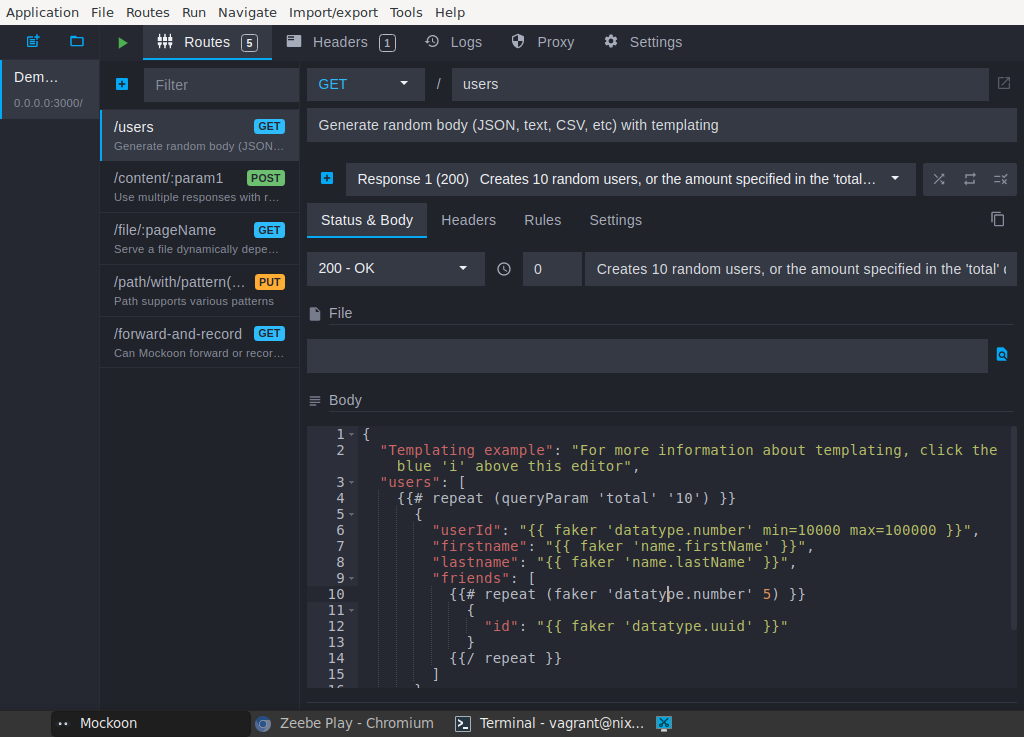 Application File Routes Run Navigate Import/export Tools Help
Routes 5 Headers 1 Logs Proxy Settings
Dem…
0.0.0.0:3000/
Filter
/users GET
Generate random body (JSON…
/content/:param1 POST
Use multiple responses with r…
/file/:pageName GET
Serve a file dynamically depe…
/path/with/pattern(… PUT
Path supports various patterns
/forward-and-record GET
Can Mockoon forward or recor…
GET / users
Generate random body (JSON, text, CSV, etc) with templating
Response 1 (200) Creates 10 random users, or the amount specified in the 'total…
Status & Body Headers Rules Settings
200 - OK 0 Creates 10 random users, or the amount specified in the 'total'
File
Body
1 {
2 "Templating example": "For more information about templating, click the
blue 'i' above this editor",
3 "users": [
4 {{# repeat (queryParam 'total' '10') }}
5 {
6 "userId": "{{ faker 'datatype.number' min=10000 max=100000 }}",
7 "firstname": "{{ faker 'name.firstName' }}",
8 "lastname": "{{ faker 'name.lastName' }}",
9 "friends": [
10 {{# repeat (faker 'datatype.number' 5) }}
11 {
12 "id": "{{ faker 'datatype.uuid' }}"
13 }
14 {{/ repeat }}
15 ]
16 }
Mockoon Zeebe Play - Chromium Terminal - vagrant@nix…